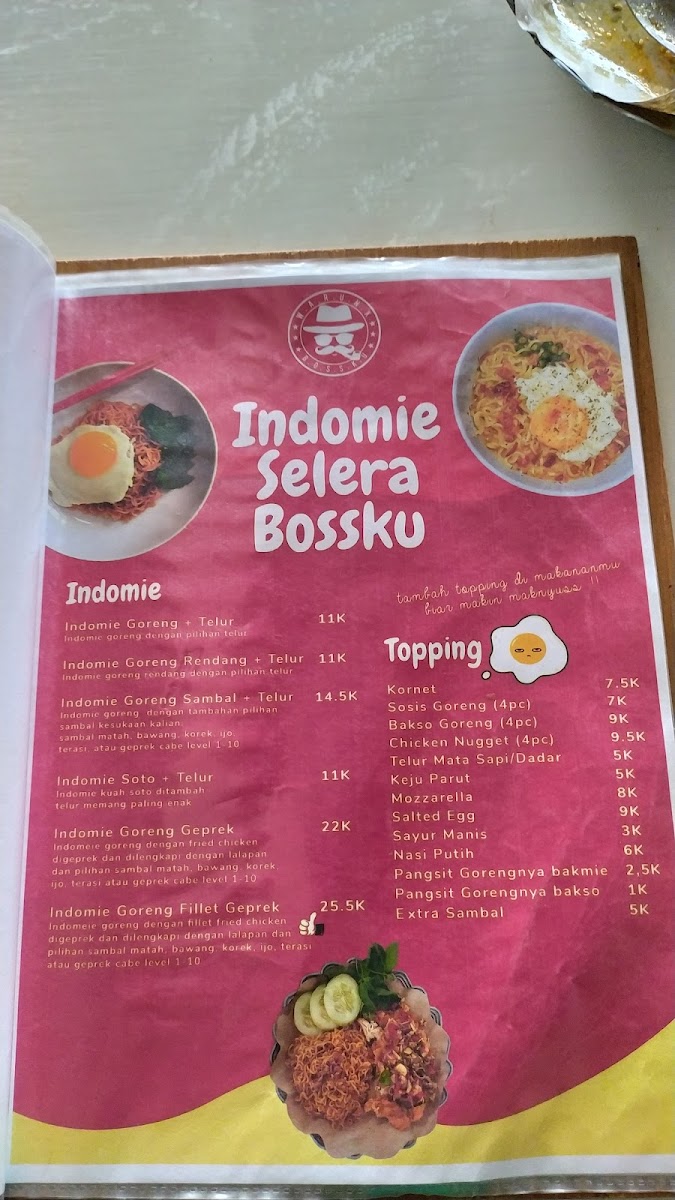 WARUNK
BOSSKU
Indomie
Selera
Bossku
Indomie
Indomie Goreng + Telur 11K
Indomie goreng dengan pilihan telur
Indomie Goreng Rendang + Telur 11K
Indomie goreng rendang dengan pilihan telur
Indomie Goreng Sambal + Telur 14.5K
Indomie goreng dengan tambahan pilihan
sambal kesukaan kalian.
sambal matah, bawang, korek, ijo,
terasi, atau geprek cabe level 1-10
Indomie Soto + Telur 11K
Indomie kuah soto ditambah
telur memang paling enak
Indomie Goreng Geprek 22K
Indomeie goreng dengan fried chicken
digeprek dan dilengkapi dengan lalapan
dan pilihan sambal matah, bawang, korek,
ijo, terasi atau geprek cabe level 1-10
Indomie Goreng Fillet Geprek 25.5K
Indomeie goreng dengan fillet fried chicken
digeprek dan dilengkapi dengan lalapan dan
pilihan sambal matah, bawang, korek, ijo, terasi
atau geprek cabe level 1-10
tambah topping di makananmu
biar makin maknyuss !!
Topping
Kornet 7.5K
Sosis Goreng (4pc) 7K
Bakso Goreng (4pc) 9K
Chicken Nugget (4pc) 9.5K
Telur Mata Sapi/Dadar 5K
Keju Parut 5K
Mozzarella 8K
Salted Egg 9K
Sayur Manis 3K
Nasi Putih 6K
Pangsit Gorengnya bakmie 2,5K
Pangsit Gorengnya bakso 1K
Extra Sambal 5K